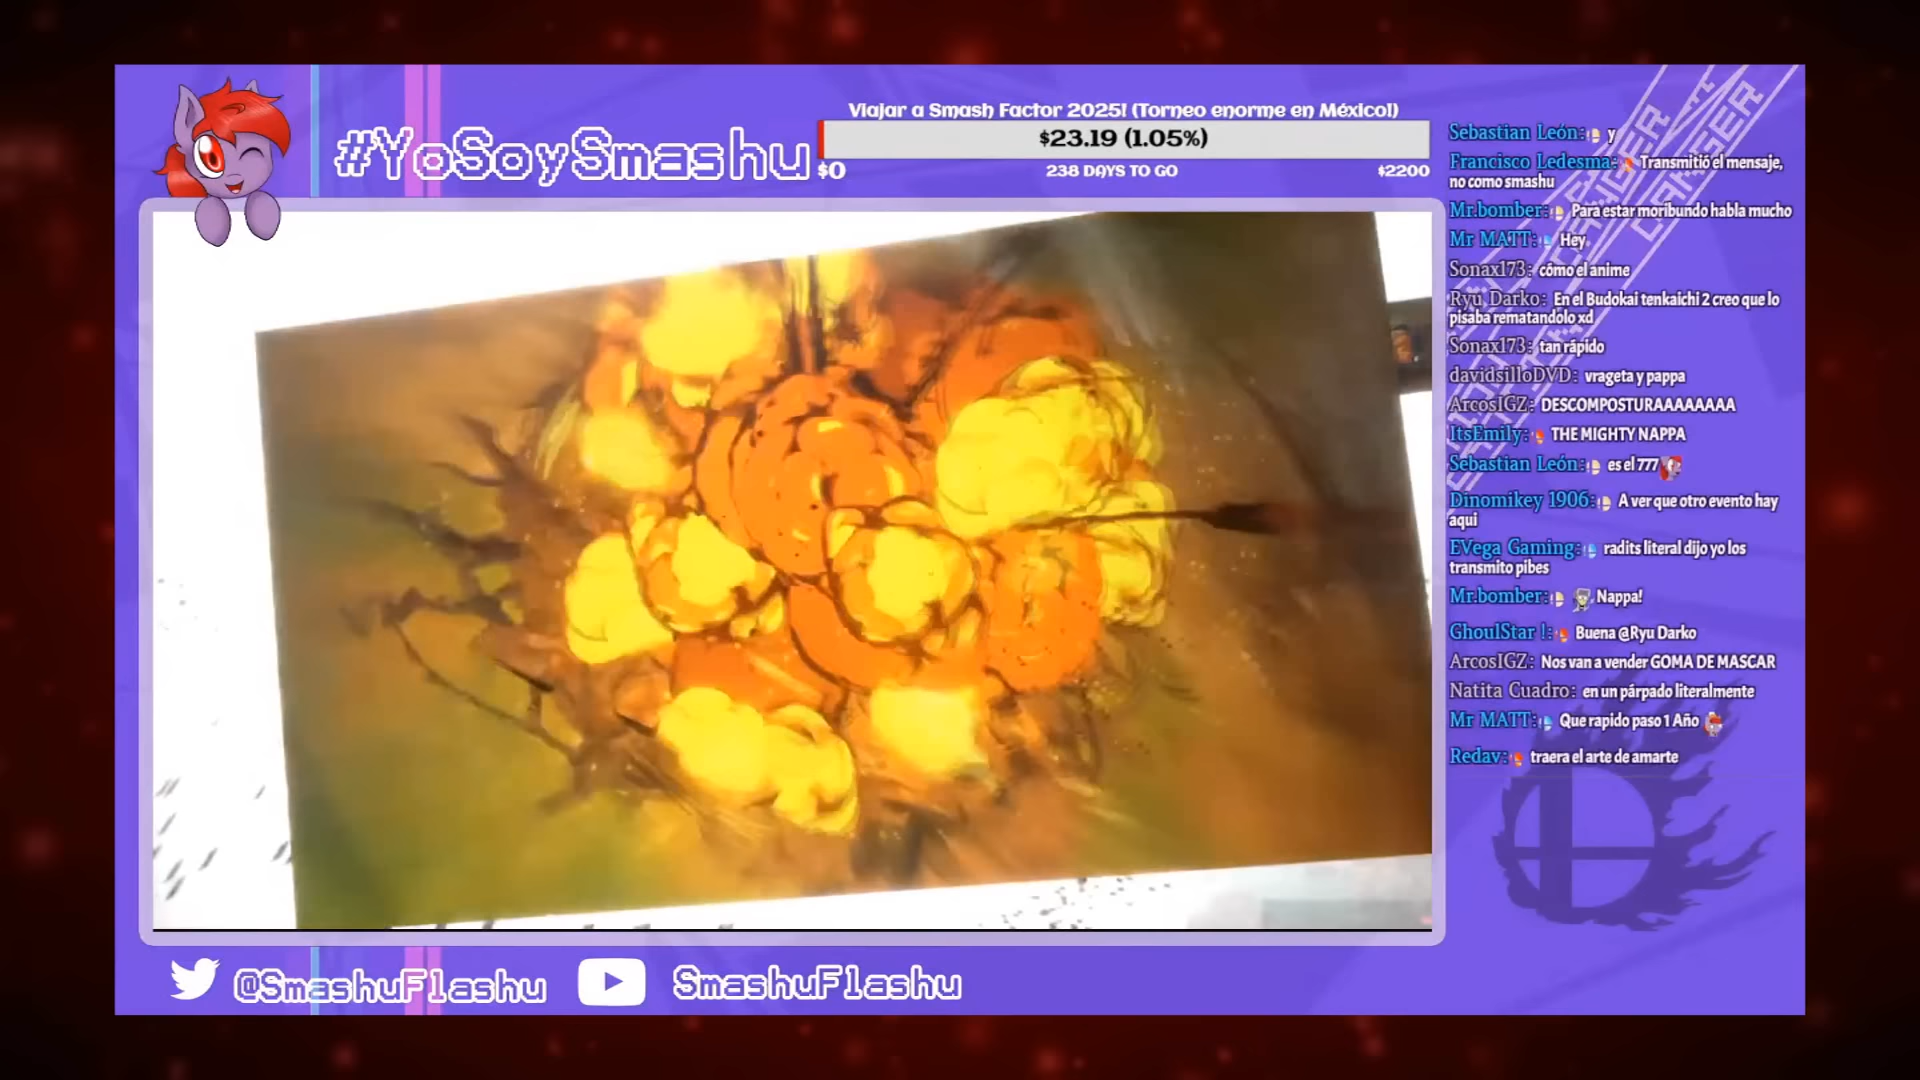 #YoSoySmashu
Viajar a Smash Factor 2025! (Torneo enorme en México!)
$23.19 (1.05%)
$0
238 DAYS TO GO
$2200
Sebastian León: y
Francisco Ledesma: Transmitió el mensaje,
no como smashu
Mr.bomber: Para estar moribundo habla mucho
Mr MATT: Hey
Sonax173: cómo el anime
Ryu Darko: En el Budokai tenkaichi 2 creo que lo
pisaba rematandolo xd
Sonax173: tan rápido
davidsilloDVD: vrageta y pappa
ArcosIGZ: DESCOMPOSTURAAAAAAAA
ItsEmily: THE MIGHTY NAPPA
Sebastian León: es el 777
Dinomikey 1906: A ver que otro evento hay
aqui
EVega Gaming: radits literal dijo yo los
transmito pibes
Mr.bomber: Nappa!
GhoulStar !: Buena @Ryu Darko
ArcosIGZ: Nos van a vender GOMA DE MASCAR
Natita Cuadro: en un párpado literalmente
Mr MATT: Que rapido paso 1 Año
Redav: traera el arte de amarte
@SmashuFlashu
SmashuFlashu